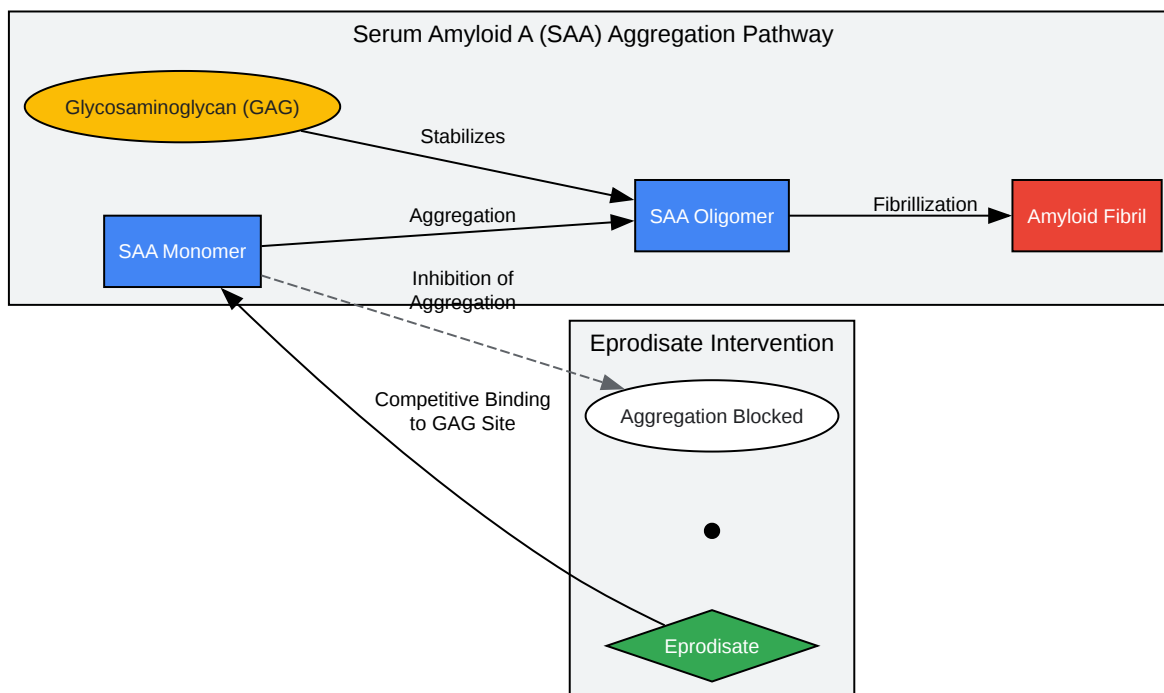 Serum Amyloid A (SAA) Aggregation Pathway
Glycosaminoglycan (GAG)
Stabilizes
SAA Oligomer
Fibrillization
Amyloid Fibril
Aggregation
SAA Monomer
Inhibition of
Aggregation
Eprodisate Intervention
Competitive Binding
to GAG Site
Aggregation Blocked
Eprodisate